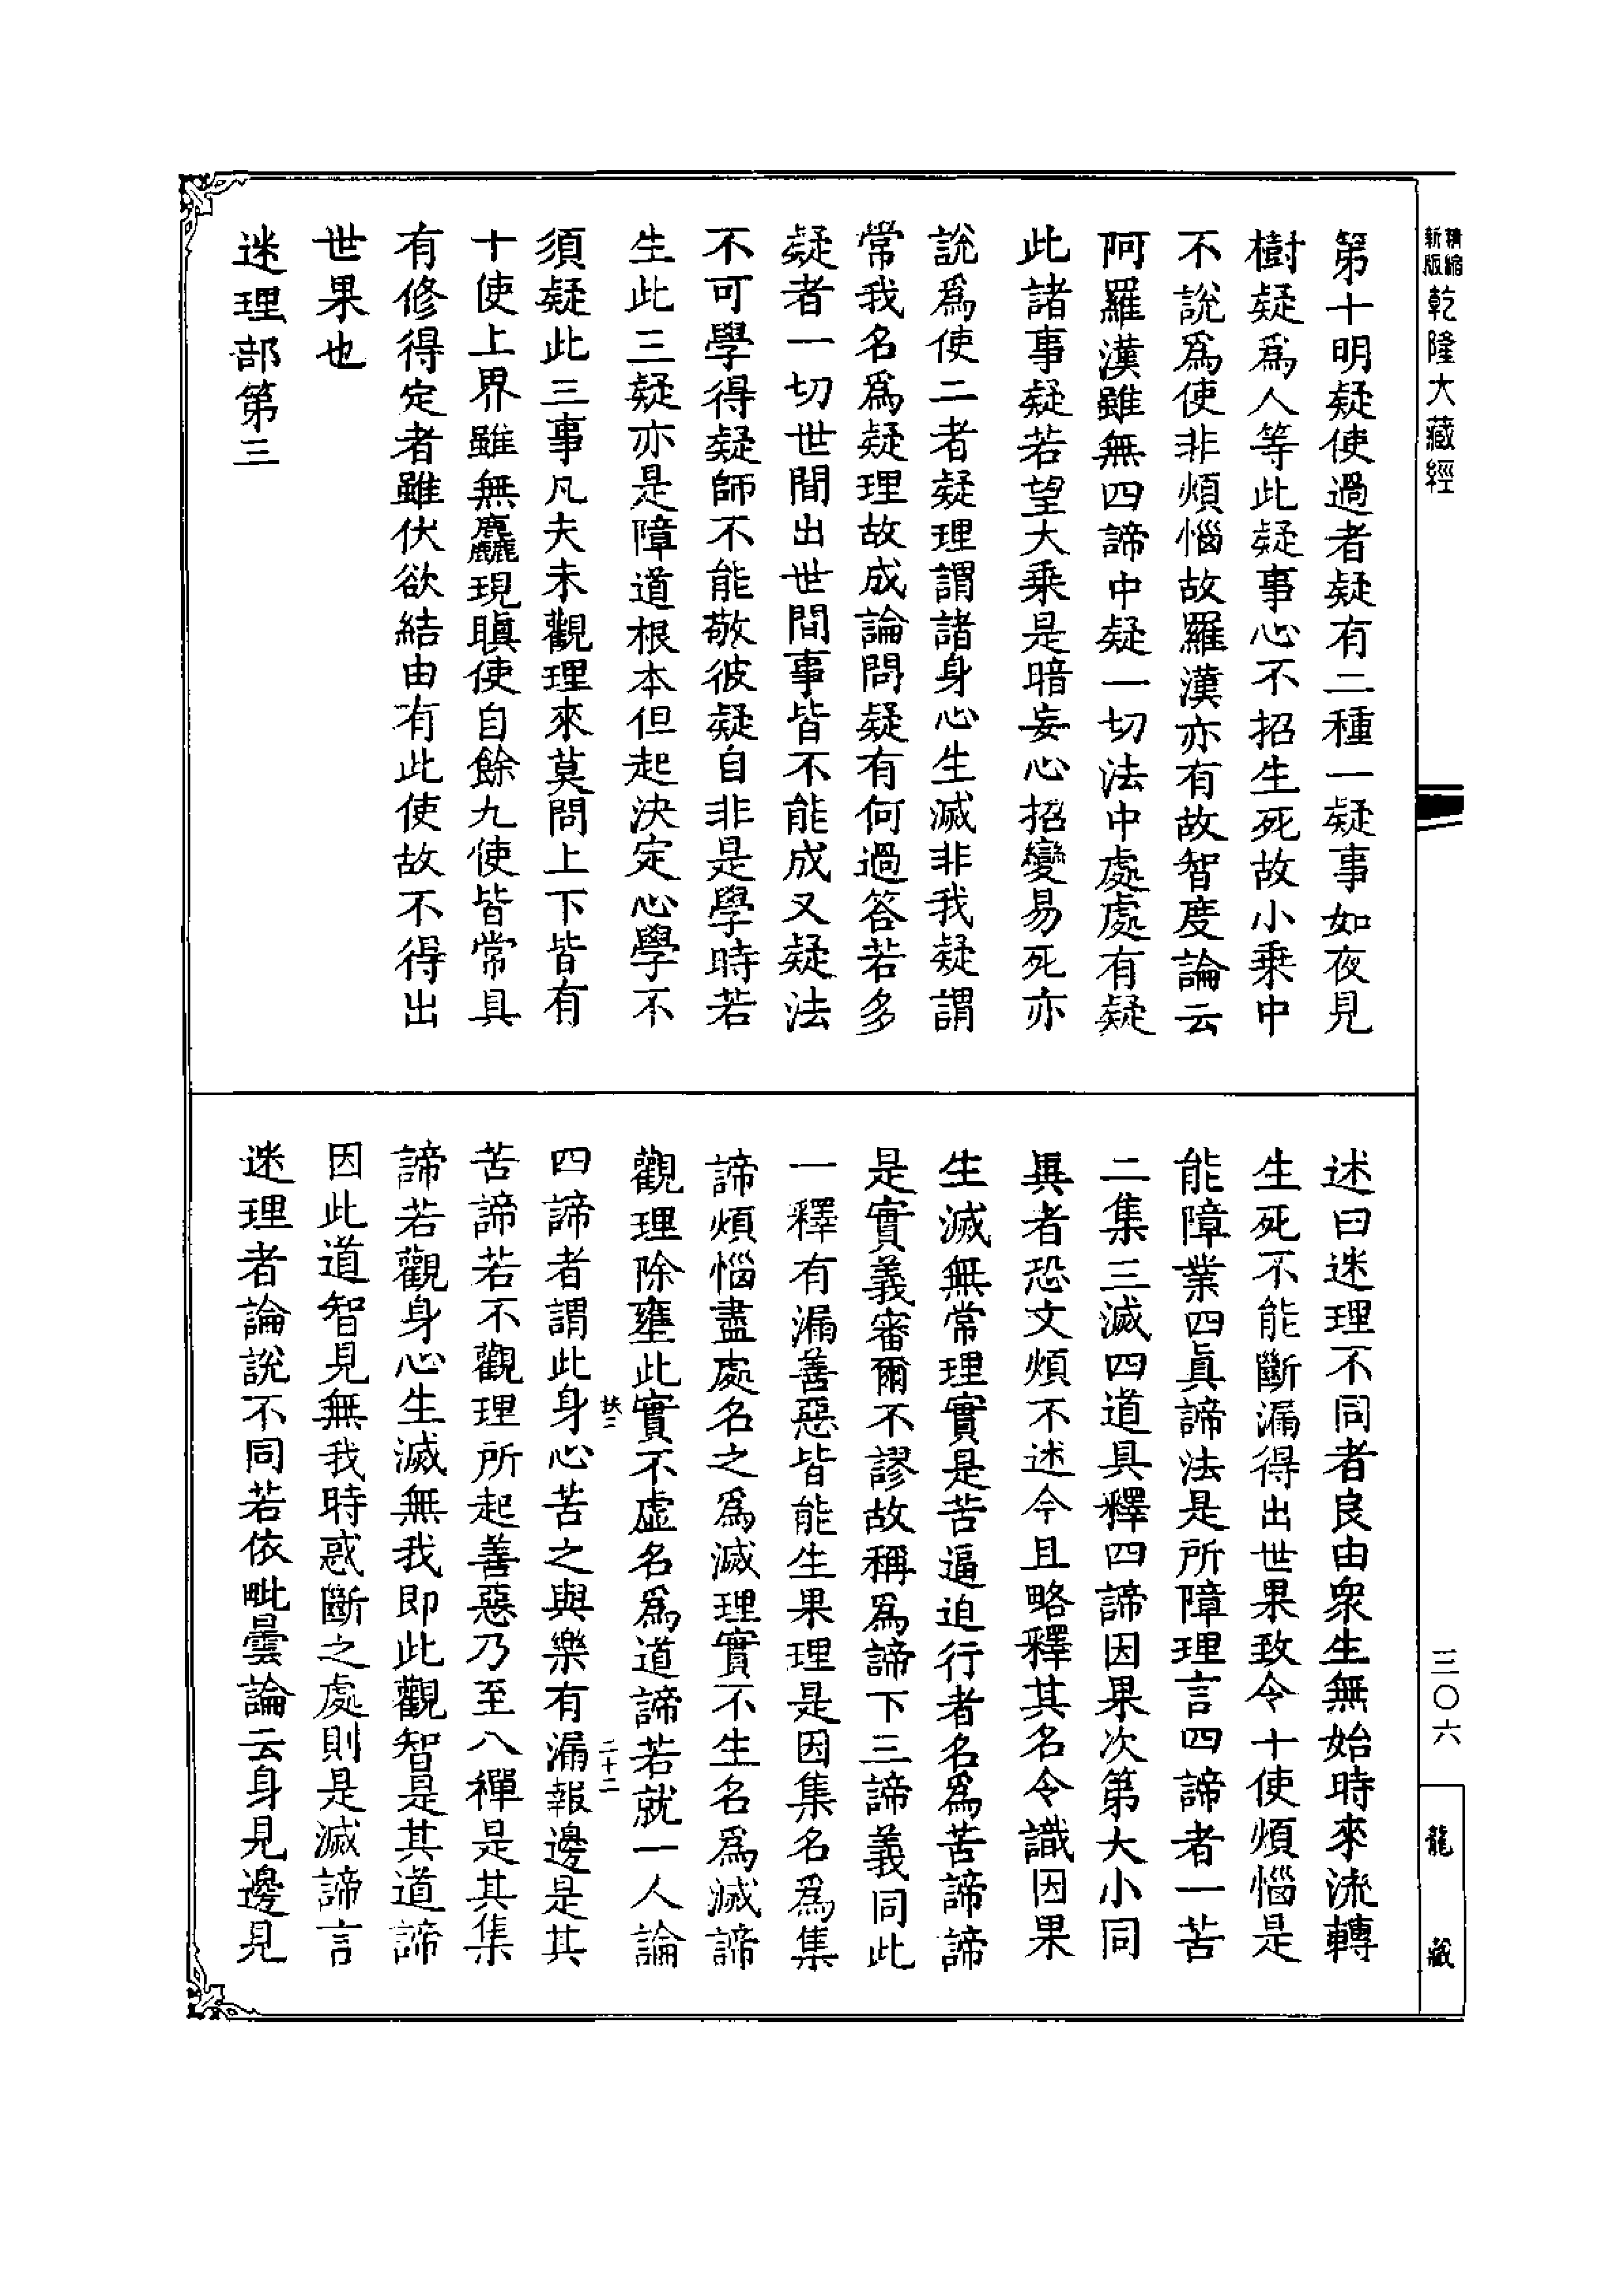 精縮新版乾隆大藏經
第十明疑使過者疑有二種一疑事如夜見
樹疑爲人等此疑事心不招生死故小乘中
不說爲使非煩惱故羅漢亦有故智度論云
阿羅漢雖無四諦中疑一切法中處處有疑
此諸事疑若望大乘是暗妄心招變易死亦
說爲使二者疑理謂諸身心生滅非我疑謂
常我名爲疑理故成論問疑有何過答若多
疑者一切世間出世間事皆不能成又疑法
不可學得疑師不能敬彼疑自非是學時若
生此三疑亦是障道根本但起決定心學不
須疑此三事凡夫未觀理來莫問上下皆有
十使上界雖無麤現瞋使自餘九使皆常具
有修得定者雖伏欲結由有此使故不得出
世果也
迷理部第三
述曰迷理不同者良由衆生無始時來流轉
生死不能斷漏得出世果致令十使煩惱是
能障業四眞諦法是所障理言四諦者一苦
二集三滅四道具釋四諦因果次第大小同
異者恐文煩不述今且略釋其名令識因果
生滅無常理實是苦逼迫行者名爲苦諦諦
是實義審爾不謬故稱爲諦下三諦義同此
一釋有漏善惡皆能生果理是因集名爲集
諦煩惱盡處名之爲滅理實不生名爲滅諦
觀理除壅此實不虛名爲道諦若就一人論
扶二
二十二
四諦者謂此身心苦之與樂有漏報邊是其
苦諦若不觀理所起善惡乃至八禪是其集
諦若觀身心生滅無我即此觀智是其道諦
因此道智見無我時惑斷之處則是滅諦言
迷理者論說不同若依毗曇論云身見邊見
三〇六
龍藏